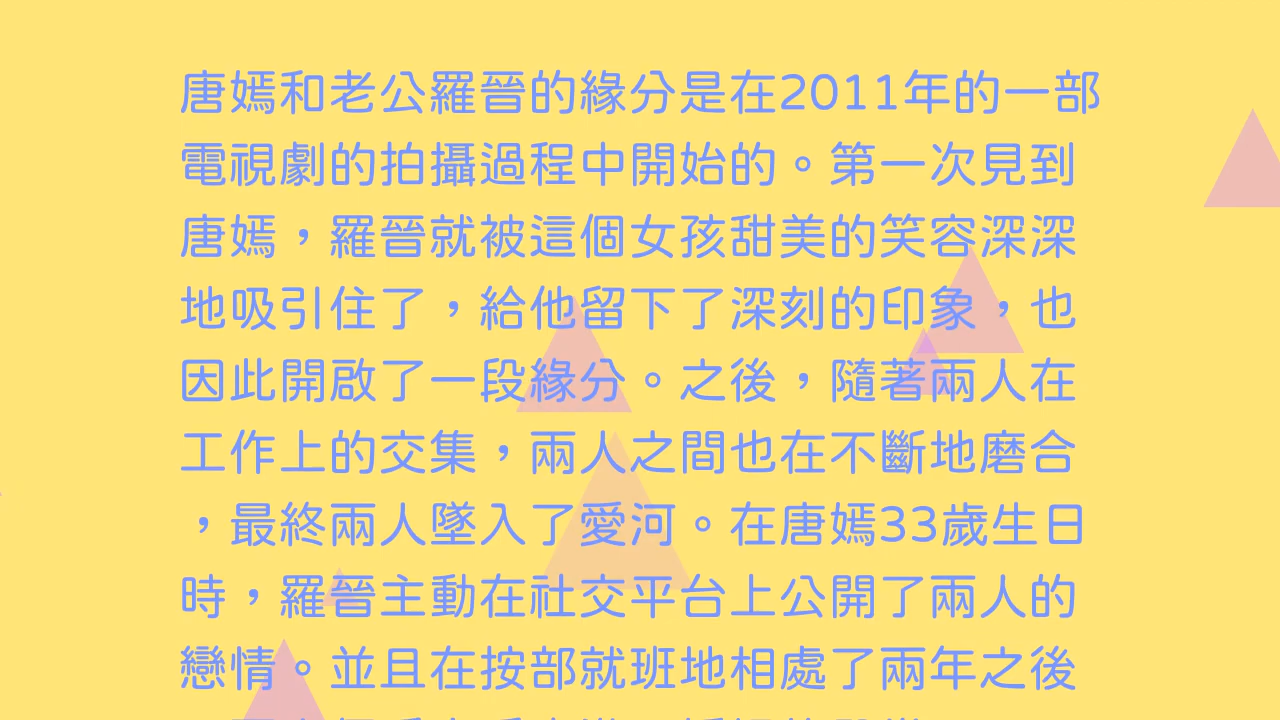 唐嫣和老公羅晉的緣分是在2011年的一部
電視劇的拍攝過程中開始的。第一次見到
唐嫣，羅晉就被這個女孩甜美的笑容深深
地吸引住了，給他留下了深刻的印象，也
因此開啟了一段緣分。之後，隨著兩人在
工作上的交集，兩人之間也在不斷地磨合
，最終兩人墜入了愛河。在唐嫣33歲生日
時，羅晉主動在社交平台上公開了兩人的
戀情。並且在按部就班地相處了兩年之後